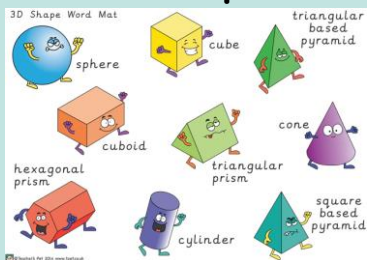 3D Shape Word Mat
sphere
cube
triangular
based
pyramid
cuboid
triangular
prism
cone
hexagonal
prism
cylinder
square
based
pyramid